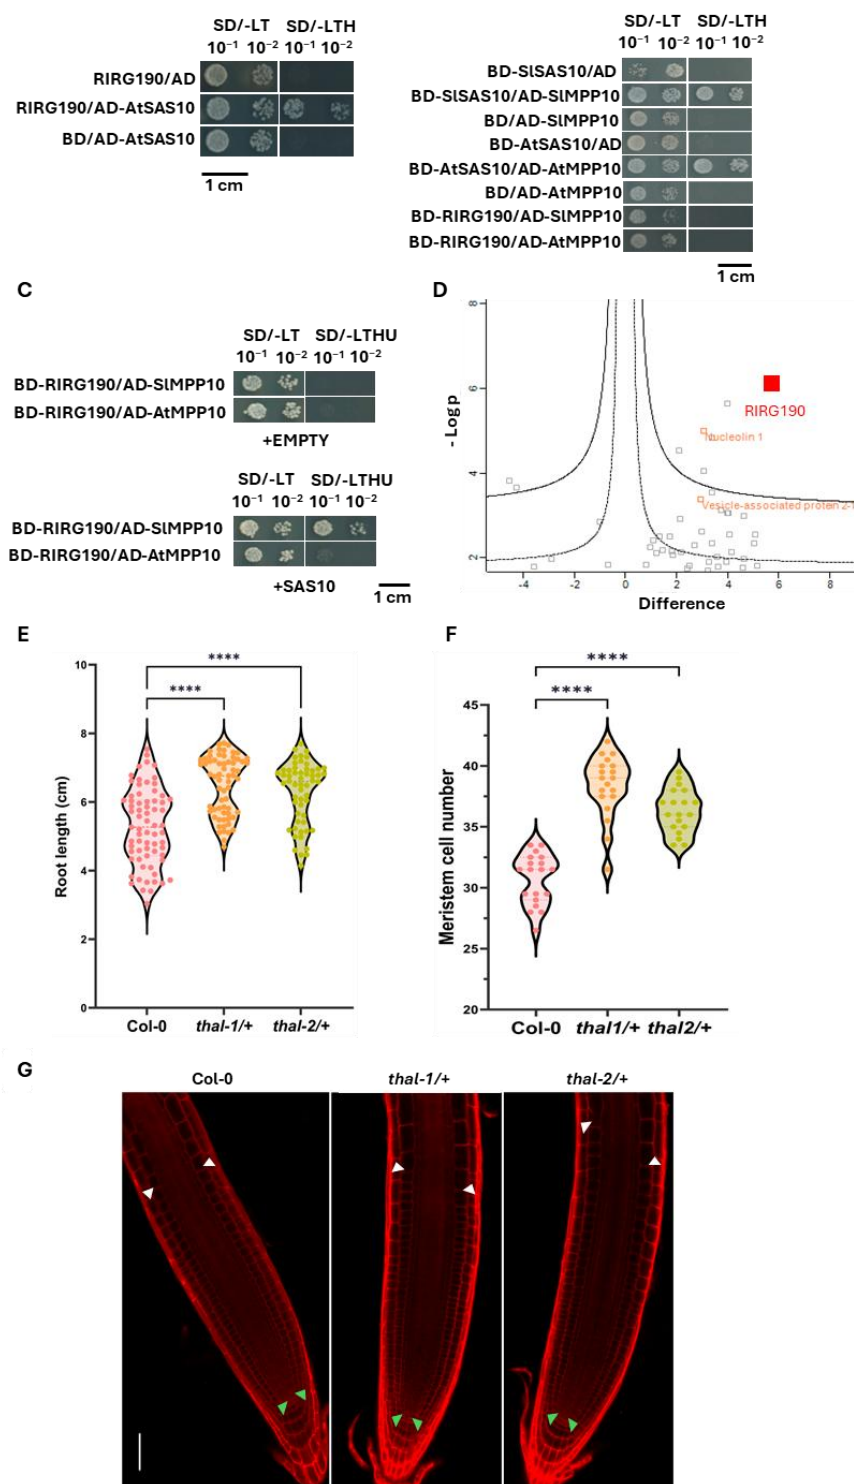 SD/-LT SD/-LTH
10⁻¹ 10⁻² 10⁻¹ 10⁻²
RIRG190/AD
RIRG190/AD-AtSAS10
BD/AD-AtSAS10
1 cm
SD/-LT SD/-LTH
10⁻¹ 10⁻² 10⁻¹ 10⁻²
BD-SlSAS10/AD
BD-SlSAS10/AD-SlMPP10
BD/AD-SlMPP10
BD-AtSAS10/AD
BD-AtSAS10/AD-AtMPP10
BD/AD-AtMPP10
BD-RIRG190/AD-SlMPP10
BD-RIRG190/AD-AtMPP10
1 cm
C
SD/-LT SD/-LTHU
10⁻¹ 10⁻² 10⁻¹ 10⁻²
BD-RIRG190/AD-SlMPP10
BD-RIRG190/AD-AtMPP10
+EMPTY
SD/-LT SD/-LTHU
10⁻¹ 10⁻² 10⁻¹ 10⁻²
BD-RIRG190/AD-SlMPP10
BD-RIRG190/AD-AtMPP10
+SAS10
1 cm
D
8
6
4
2
- Log p
RIRG190
Nucleolin 1
Vesicle-associated protein 2-1
-4 -2 0 2 4 6 8
Difference
E
****
****
10
8
6
4
2
0
Root length (cm)
Col-0 thal-1/+ thal-2/+
F
****
****
45
40
35
30
25
20
Meristem cell number
Col-0 thal1/+ thal2/+
G
Col-0 thal-1/+ thal-2/+